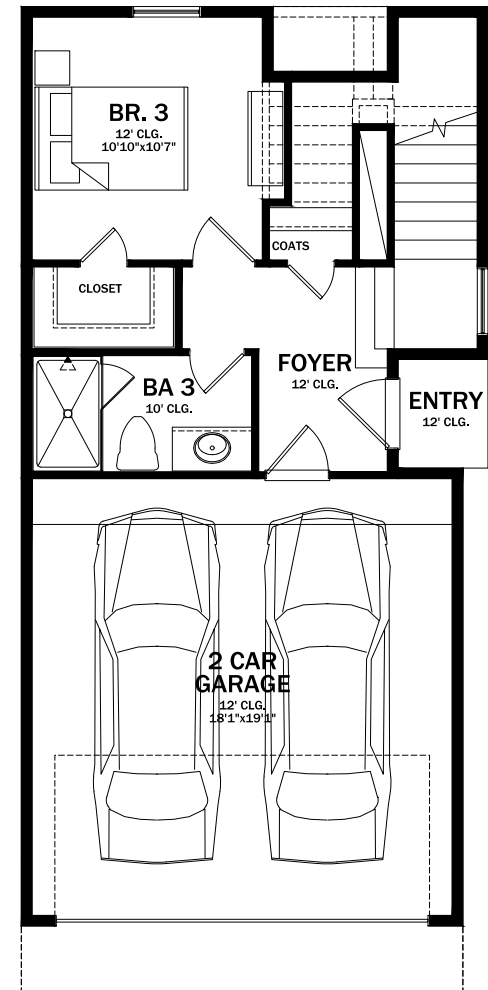 BR. 3
12' CLG.
10'10"x10'7"
COATS
CLOSET
FOYER
12' CLG.
BA 3
10' CLG.
ENTRY
12' CLG.
2 CAR
GARAGE
12' CLG.
18'1"x19'1"